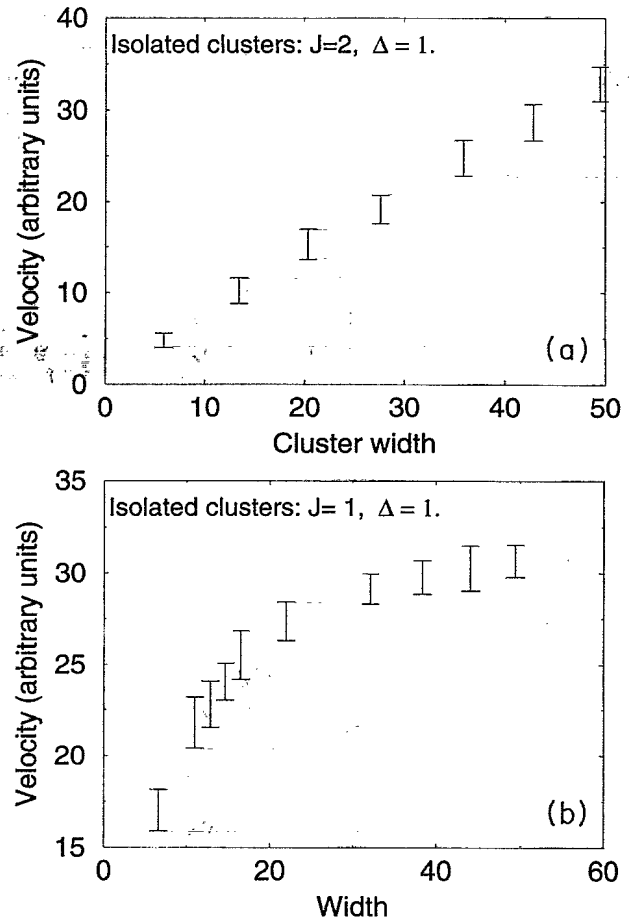 40
Isolated clusters: J=2, Δ = 1.
30
20
10
0
Velocity (arbitrary units)
(a)
0 10 20 30 40 50
Cluster width
35
Isolated clusters: J= 1, Δ = 1.
30
25
20
15
Velocity (arbitrary units)
(b)
0 20 40 60
Width